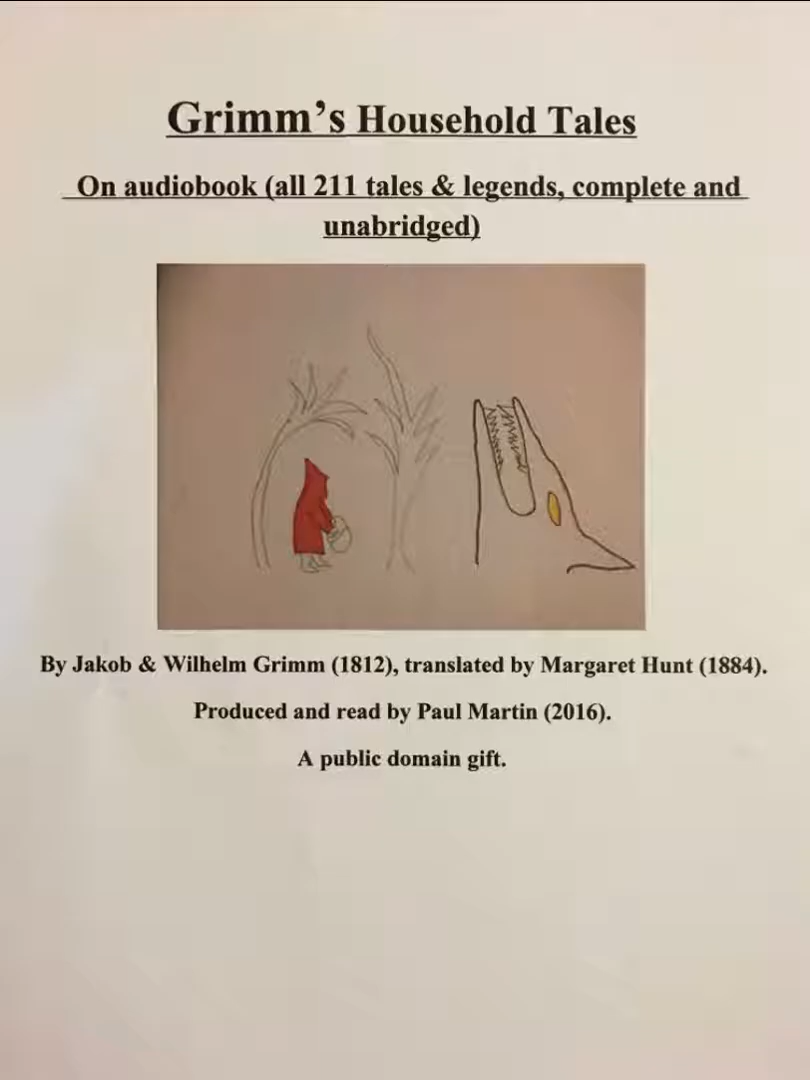 Grimm's Household Tales
On audiobook (all 211 tales & legends, complete and
unabridged)
By Jakob & Wilhelm Grimm (1812), translated by Margaret Hunt (1884).
Produced and read by Paul Martin (2016).
A public domain gift.